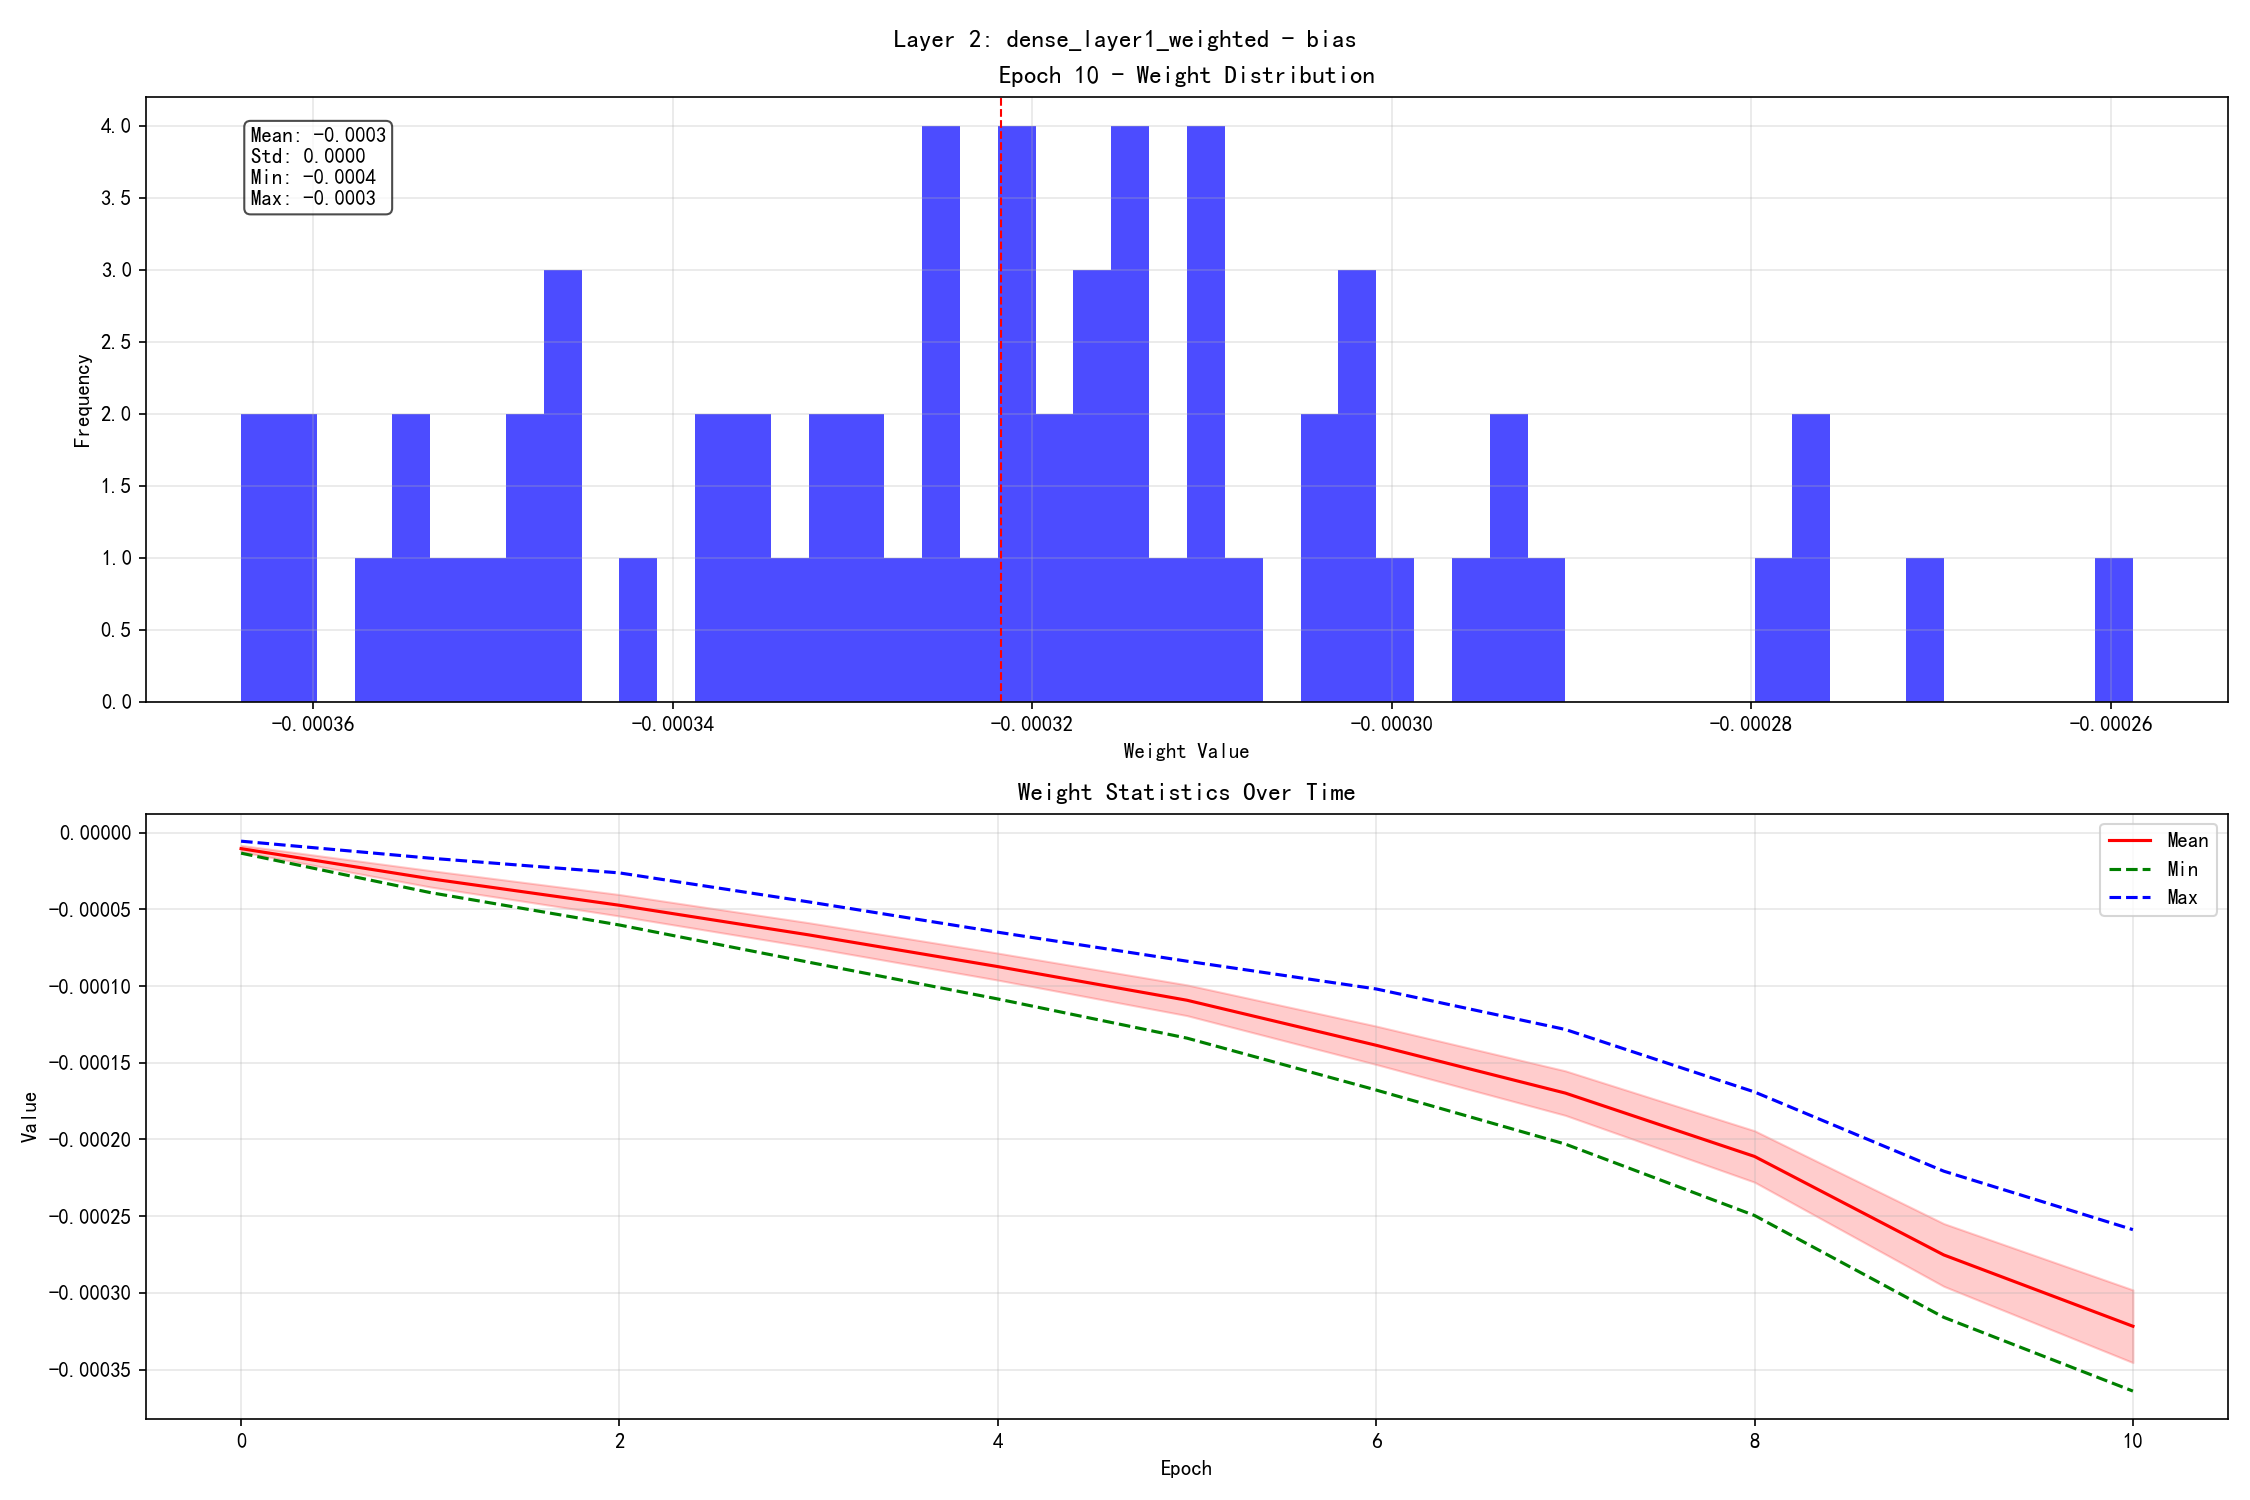 Layer 2: dense_layer1_weighted − bias
Epoch 10 − Weight Distribution
Mean: −0.0003
Std: 0.0000
Min: −0.0004
Max: −0.0003
4.0
3.5
3.0
2.5
2.0
1.5
1.0
0.5
0.0
Frequency
−0.00036 −0.00034 −0.00032 −0.00030 −0.00028 −0.00026
Weight Value
Weight Statistics Over Time
Mean
Min
Max
0.00000
−0.00005
−0.00010
−0.00015
−0.00020
−0.00025
−0.00030
−0.00035
Value
0 2 4 6 8 10
Epoch